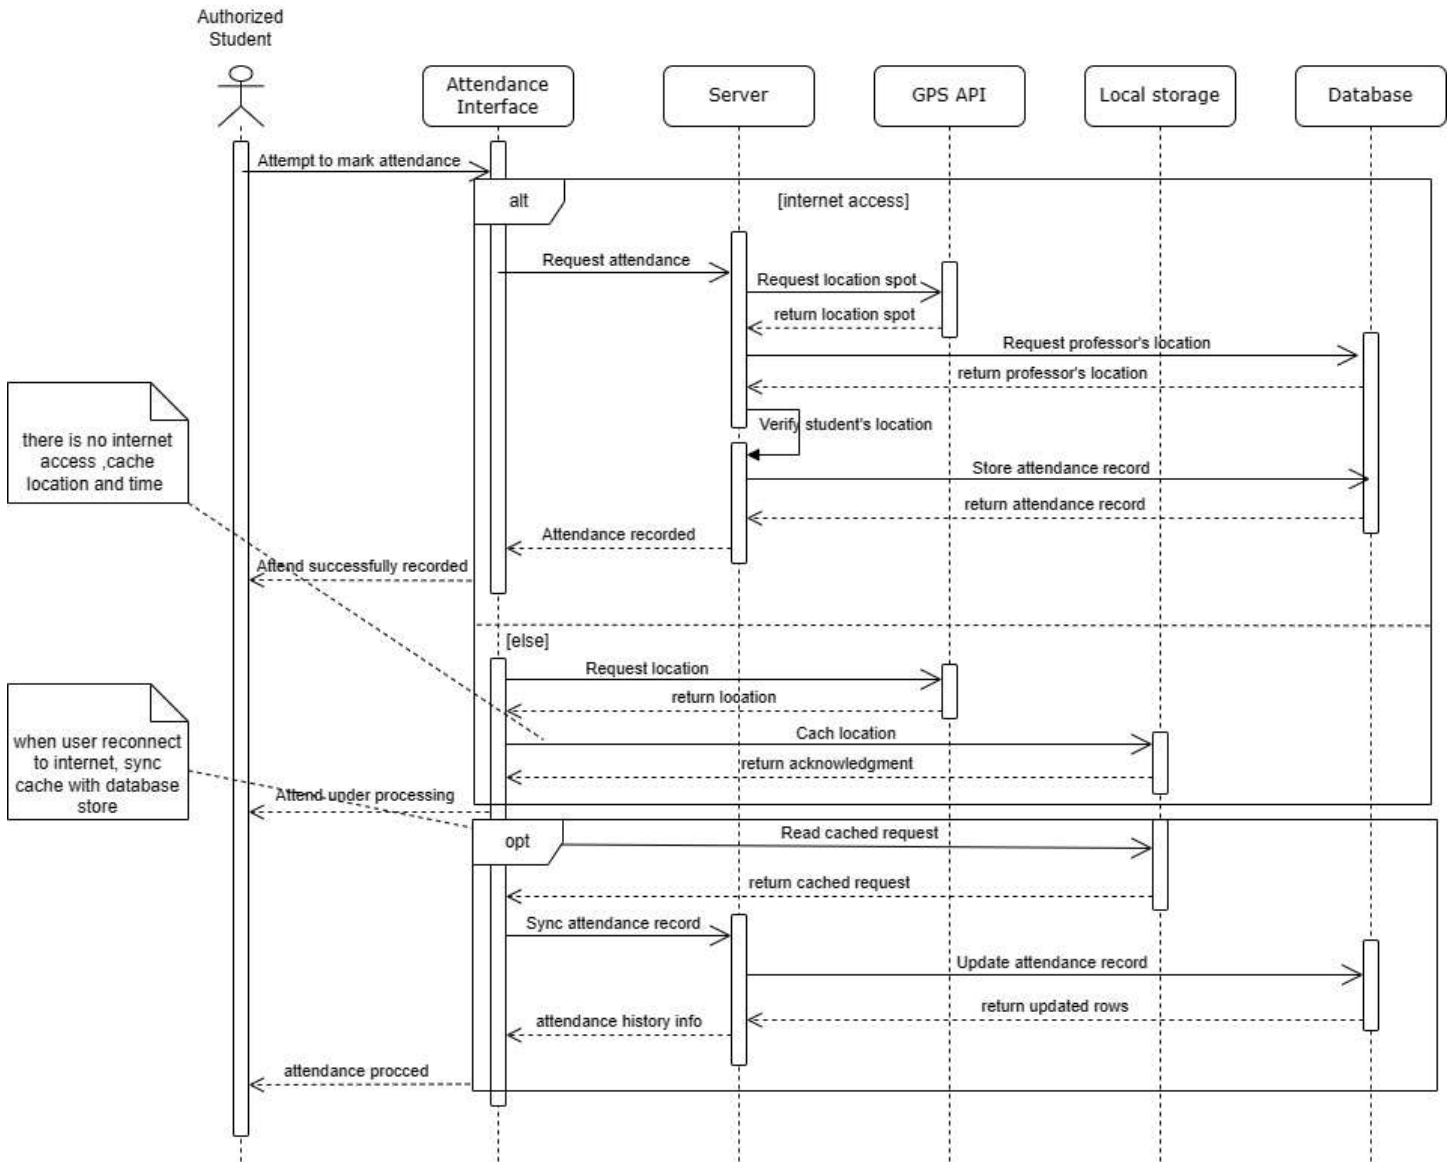 Authorized
Student
Attendance
Interface
Server
GPS API
Local storage
Database
Attempt to mark attendance
alt
[internet access]
Request attendance
Request location spot
return location spot
Request professor's location
return professor's location
Verify student's location
there is no internet
access ,cache
location and time
Store attendance record
return attendance record
Attendance recorded
Attend successfully recorded
[else]
Request location
return location
Cach location
return acknowledgment
when user reconnect
to internet, sync
cache with database
store
Attend under processing
opt
Read cached request
return cached request
Sync attendance record
Update attendance record
return updated rows
attendance history info
attendance procced